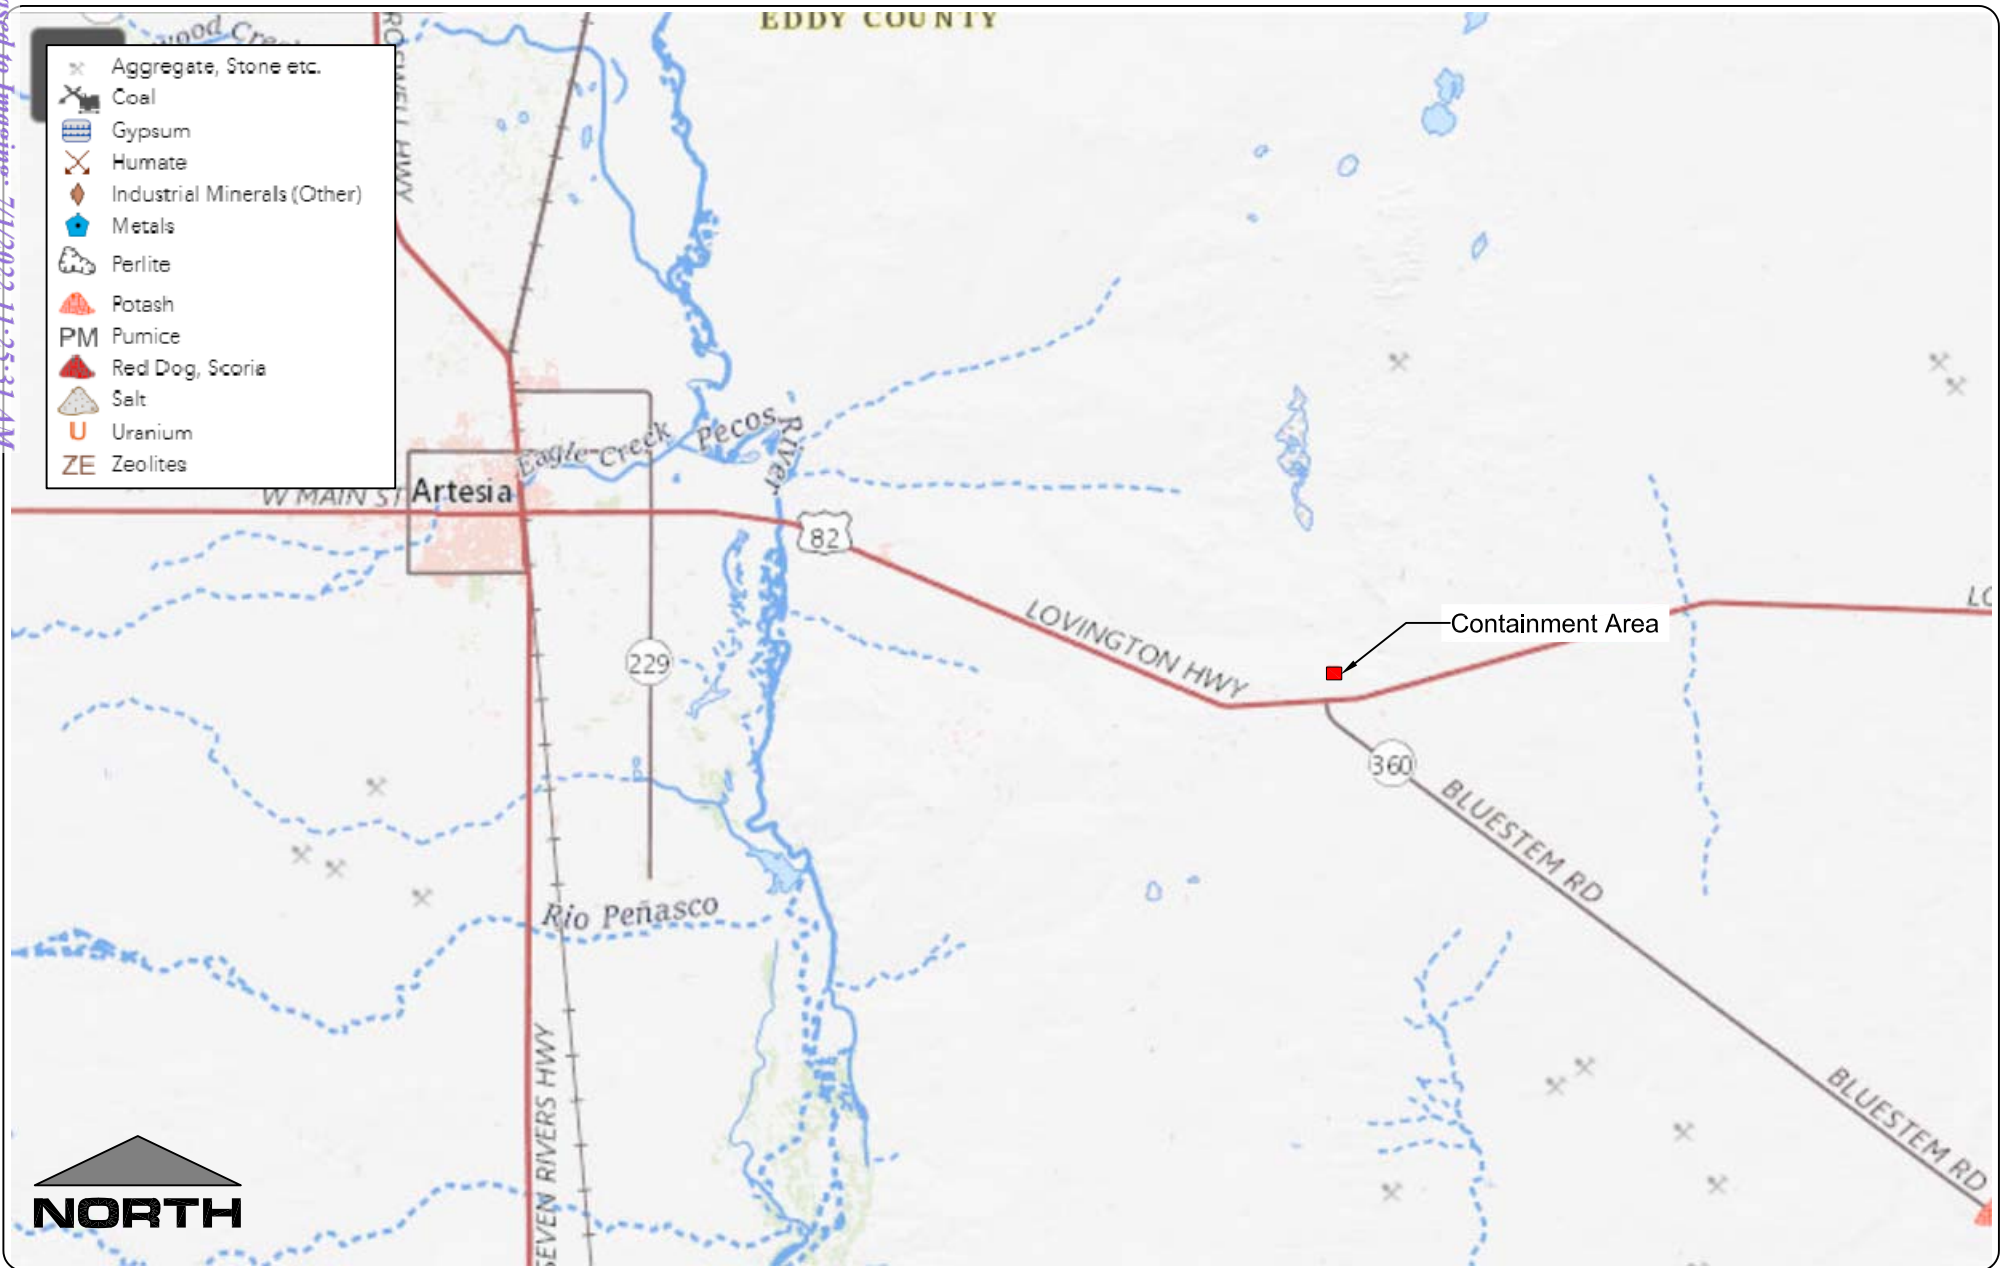 EDDY COUNTY
Aggregate, Stone etc.
Coal
Gypsum
Humate
Industrial Minerals (Other)
Metals
Perlite
Potash
PM Pumice
Red Dog, Scoria
Salt
U Uranium
ZE Zeolites
Eagle Creek
Pecos River
W MAIN ST
Artesia
82
LOVINGTON HWY
Containment Area
229
360
BLUESTEM RD
Rio Peñasco
SEVEN RIVERS HWY
BLUESTEM RD
NORTH